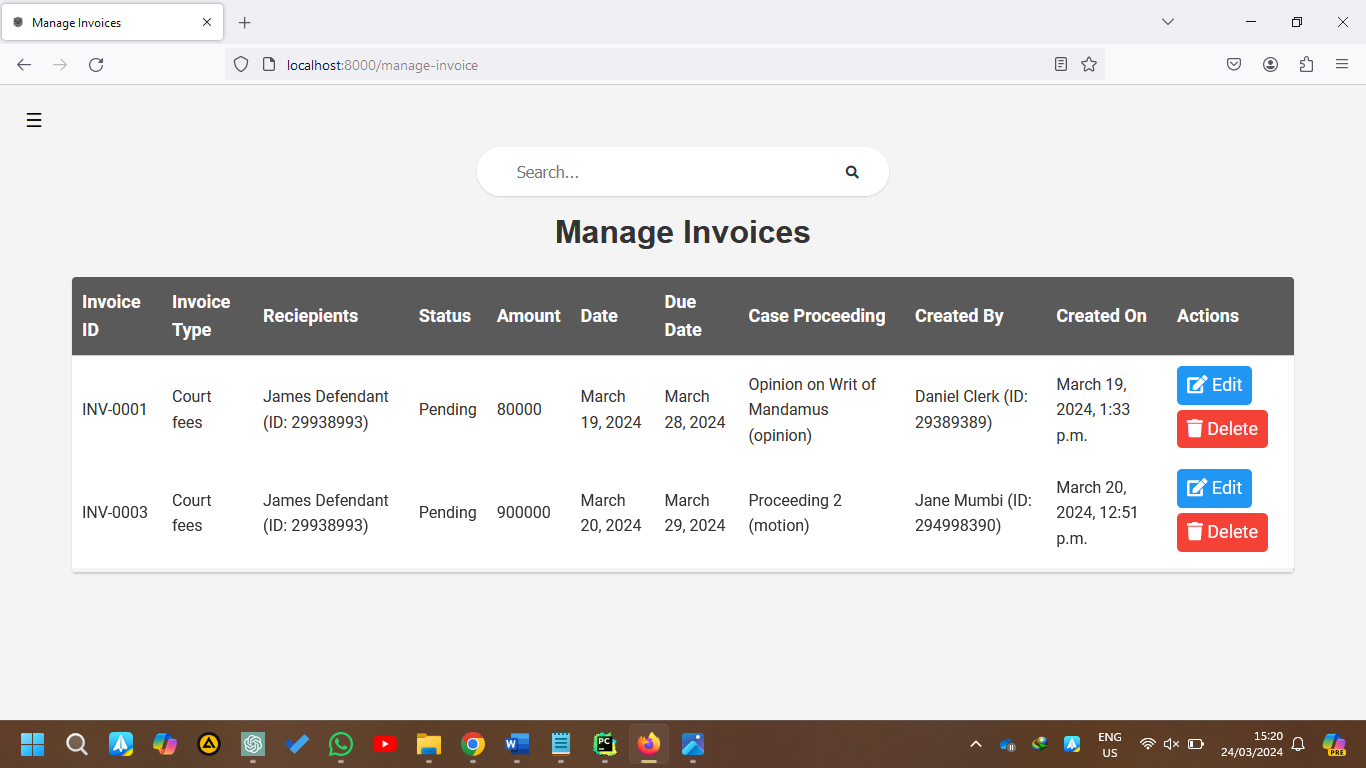 Manage Invoices
localhost:8000/manage-invoice
Search...
Manage Invoices
Invoice ID Invoice Type Reciepients Status Amount Date Due Date Case Proceeding Created By Created On Actions
INV-0001 Court fees James Defendant (ID: 29938993) Pending 80000 March 19, 2024 March 28, 2024 Opinion on Writ of Mandamus (opinion) Daniel Clerk (ID: 29389389) March 19, 2024, 1:33 p.m. Edit Delete
INV-0003 Court fees James Defendant (ID: 29938993) Pending 900000 March 20, 2024 March 29, 2024 Proceeding 2 (motion) Jane Mumbi (ID: 294998390) March 20, 2024, 12:51 p.m. Edit Delete
W
PC
PRE
ENG
US
15:20
24/03/2024